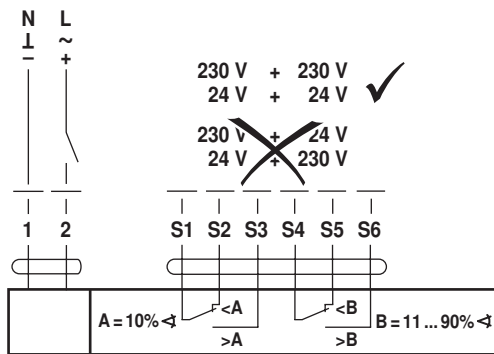 N L
⊥ ~
− +
230 V + 230 V
24 V + 24 V
230 V + 24 V
24 V + 230 V
1 2 S1 S2 S3 S4 S5 S6
A = 10% ∢ <A <B B = 11 ... 90% ∢
>A >B